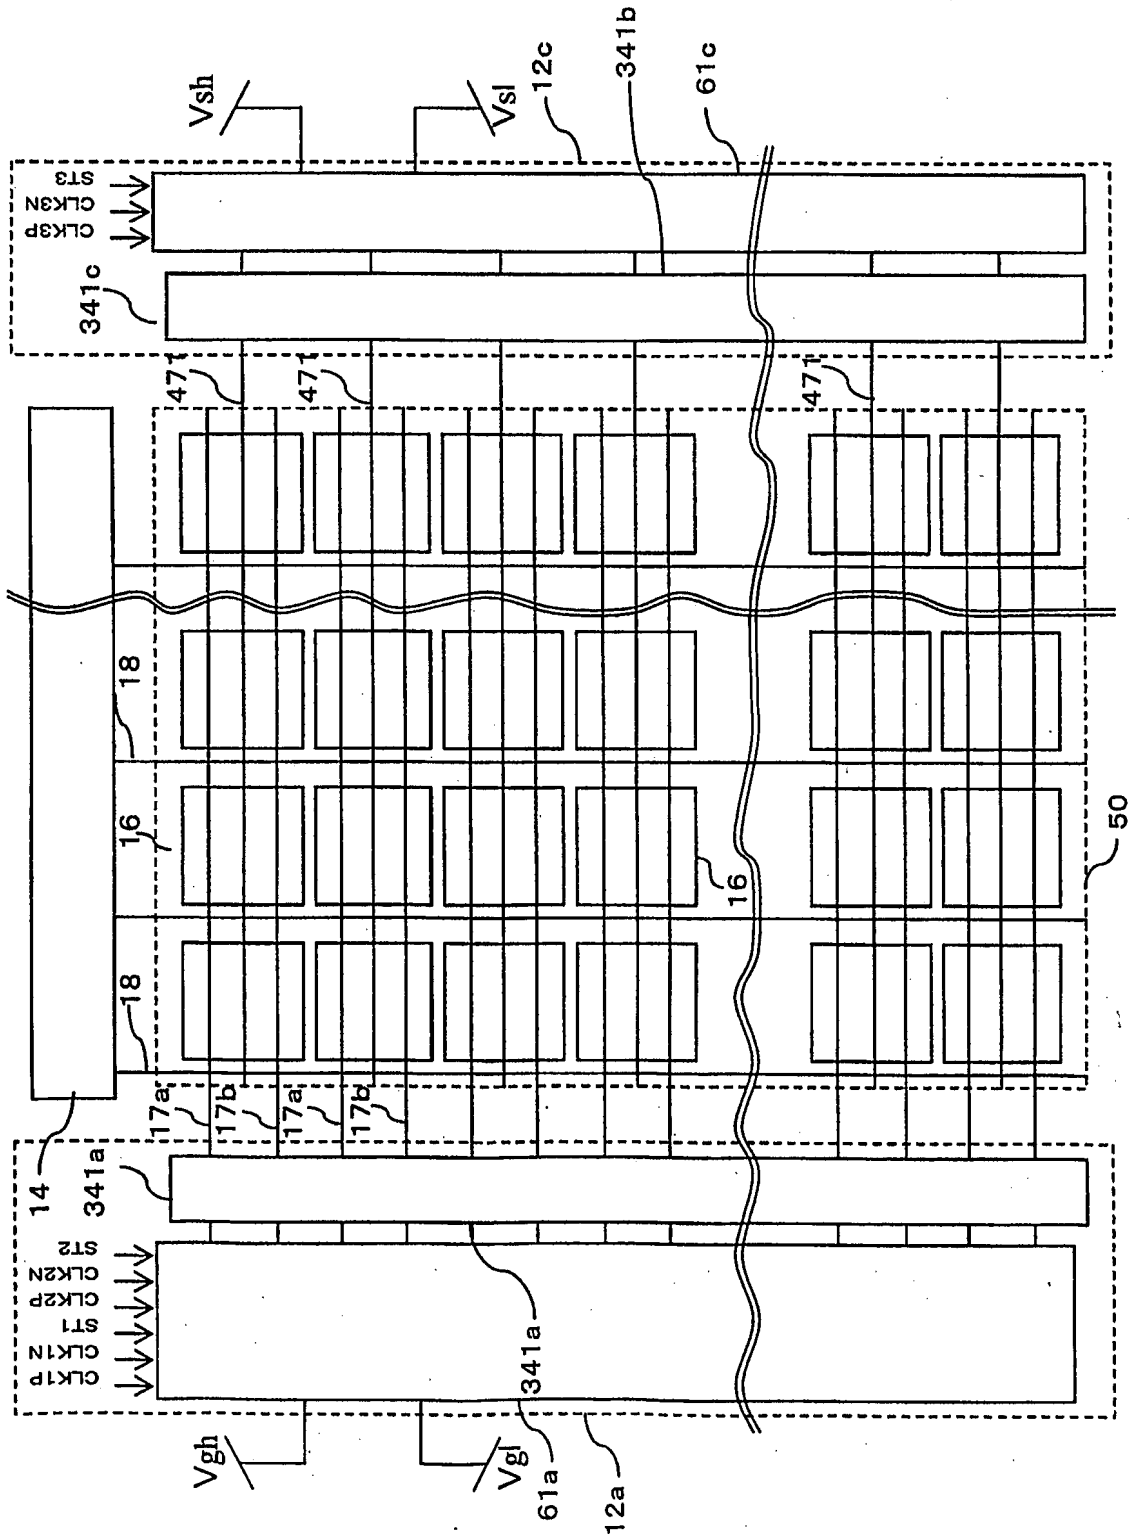 Vsh
Vsl
12c
341b
61c
ST3
CLK3N
CLK3P
341c
471
471
471
18
16
16
50
18
17a
17b
17a
17b
14
341a
ST2
CLK2N
CLK2P
ST1
CLK1N
CLK1P
341a
Vgh
Vgl
61a
12a